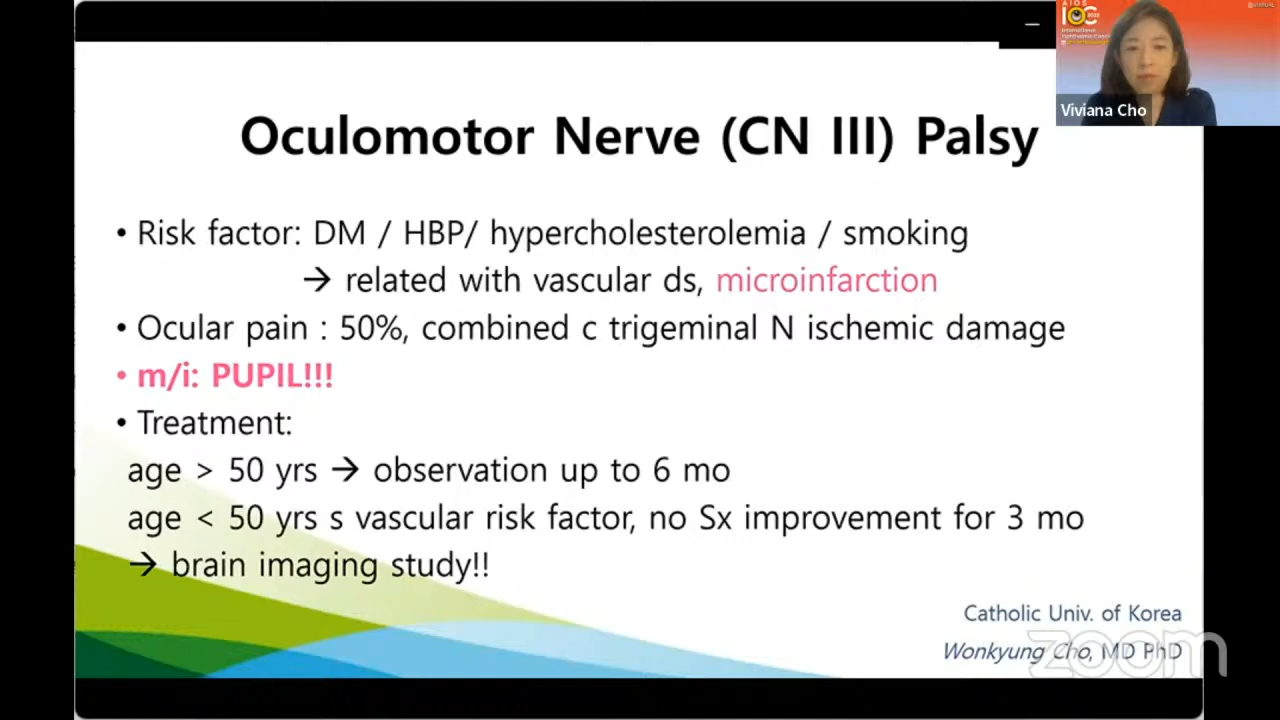 Oculomotor Nerve (CN III) Palsy
• Risk factor: DM / HBP/ hypercholesterolemia / smoking
→ related with vascular ds, microinfarction
• Ocular pain : 50%, combined c trigeminal N ischemic damage
• m/i: PUPIL!!!
• Treatment:
age > 50 yrs → observation up to 6 mo
age < 50 yrs s vascular risk factor, no Sx improvement for 3 mo
→ brain imaging study!!
Catholic Univ. of Korea
Wonkyung Cho, MD PhD
zoom
AIOS
IOC
2022
Viviana Cho